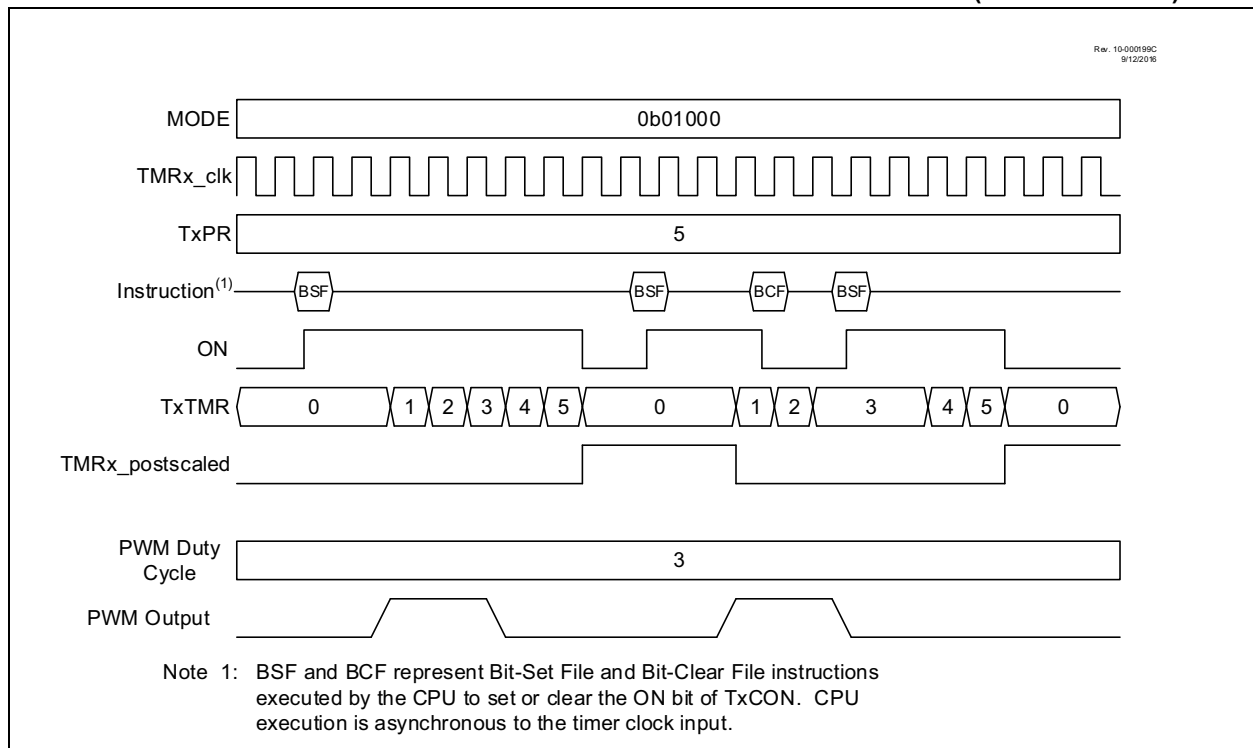 Rev. 10-000199C
9/12/2016
MODE
0b01000
TMRx_clk
TxPR
5
Instruction(1)
BSF
BSF
BCF
BSF
ON
TxTMR
0
1
2
3
4
5
0
1
2
3
4
5
0
TMRx_postscaled
PWM Duty
Cycle
3
PWM Output
Note 1: BSF and BCF represent Bit-Set File and Bit-Clear File instructions
executed by the CPU to set or clear the ON bit of TxCON. CPU
execution is asynchronous to the timer clock input.